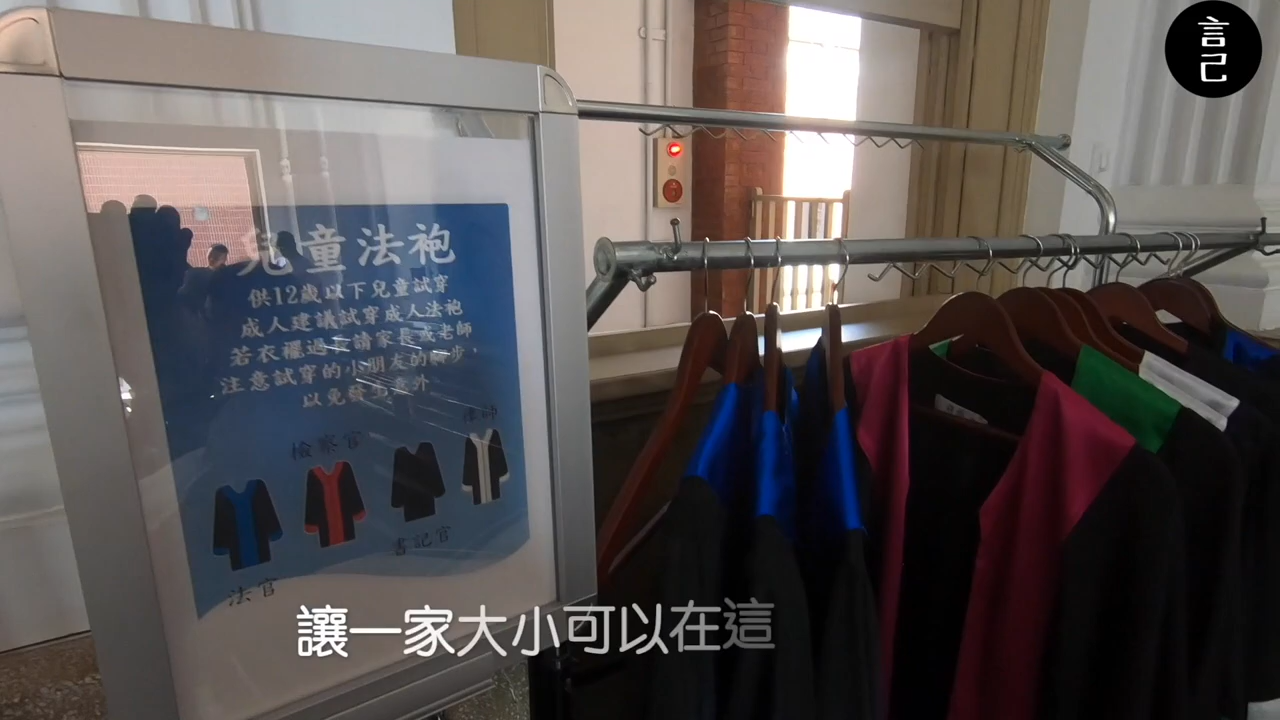 言己
兒童法袍
供12歲以下兒童試穿
成人建議試穿成人法袍
若衣襬過長請家長或老師
注意試穿的小朋友的腳步，
以免發生意外
律師
檢察官
書記官
法官
讓一家大小可以在這